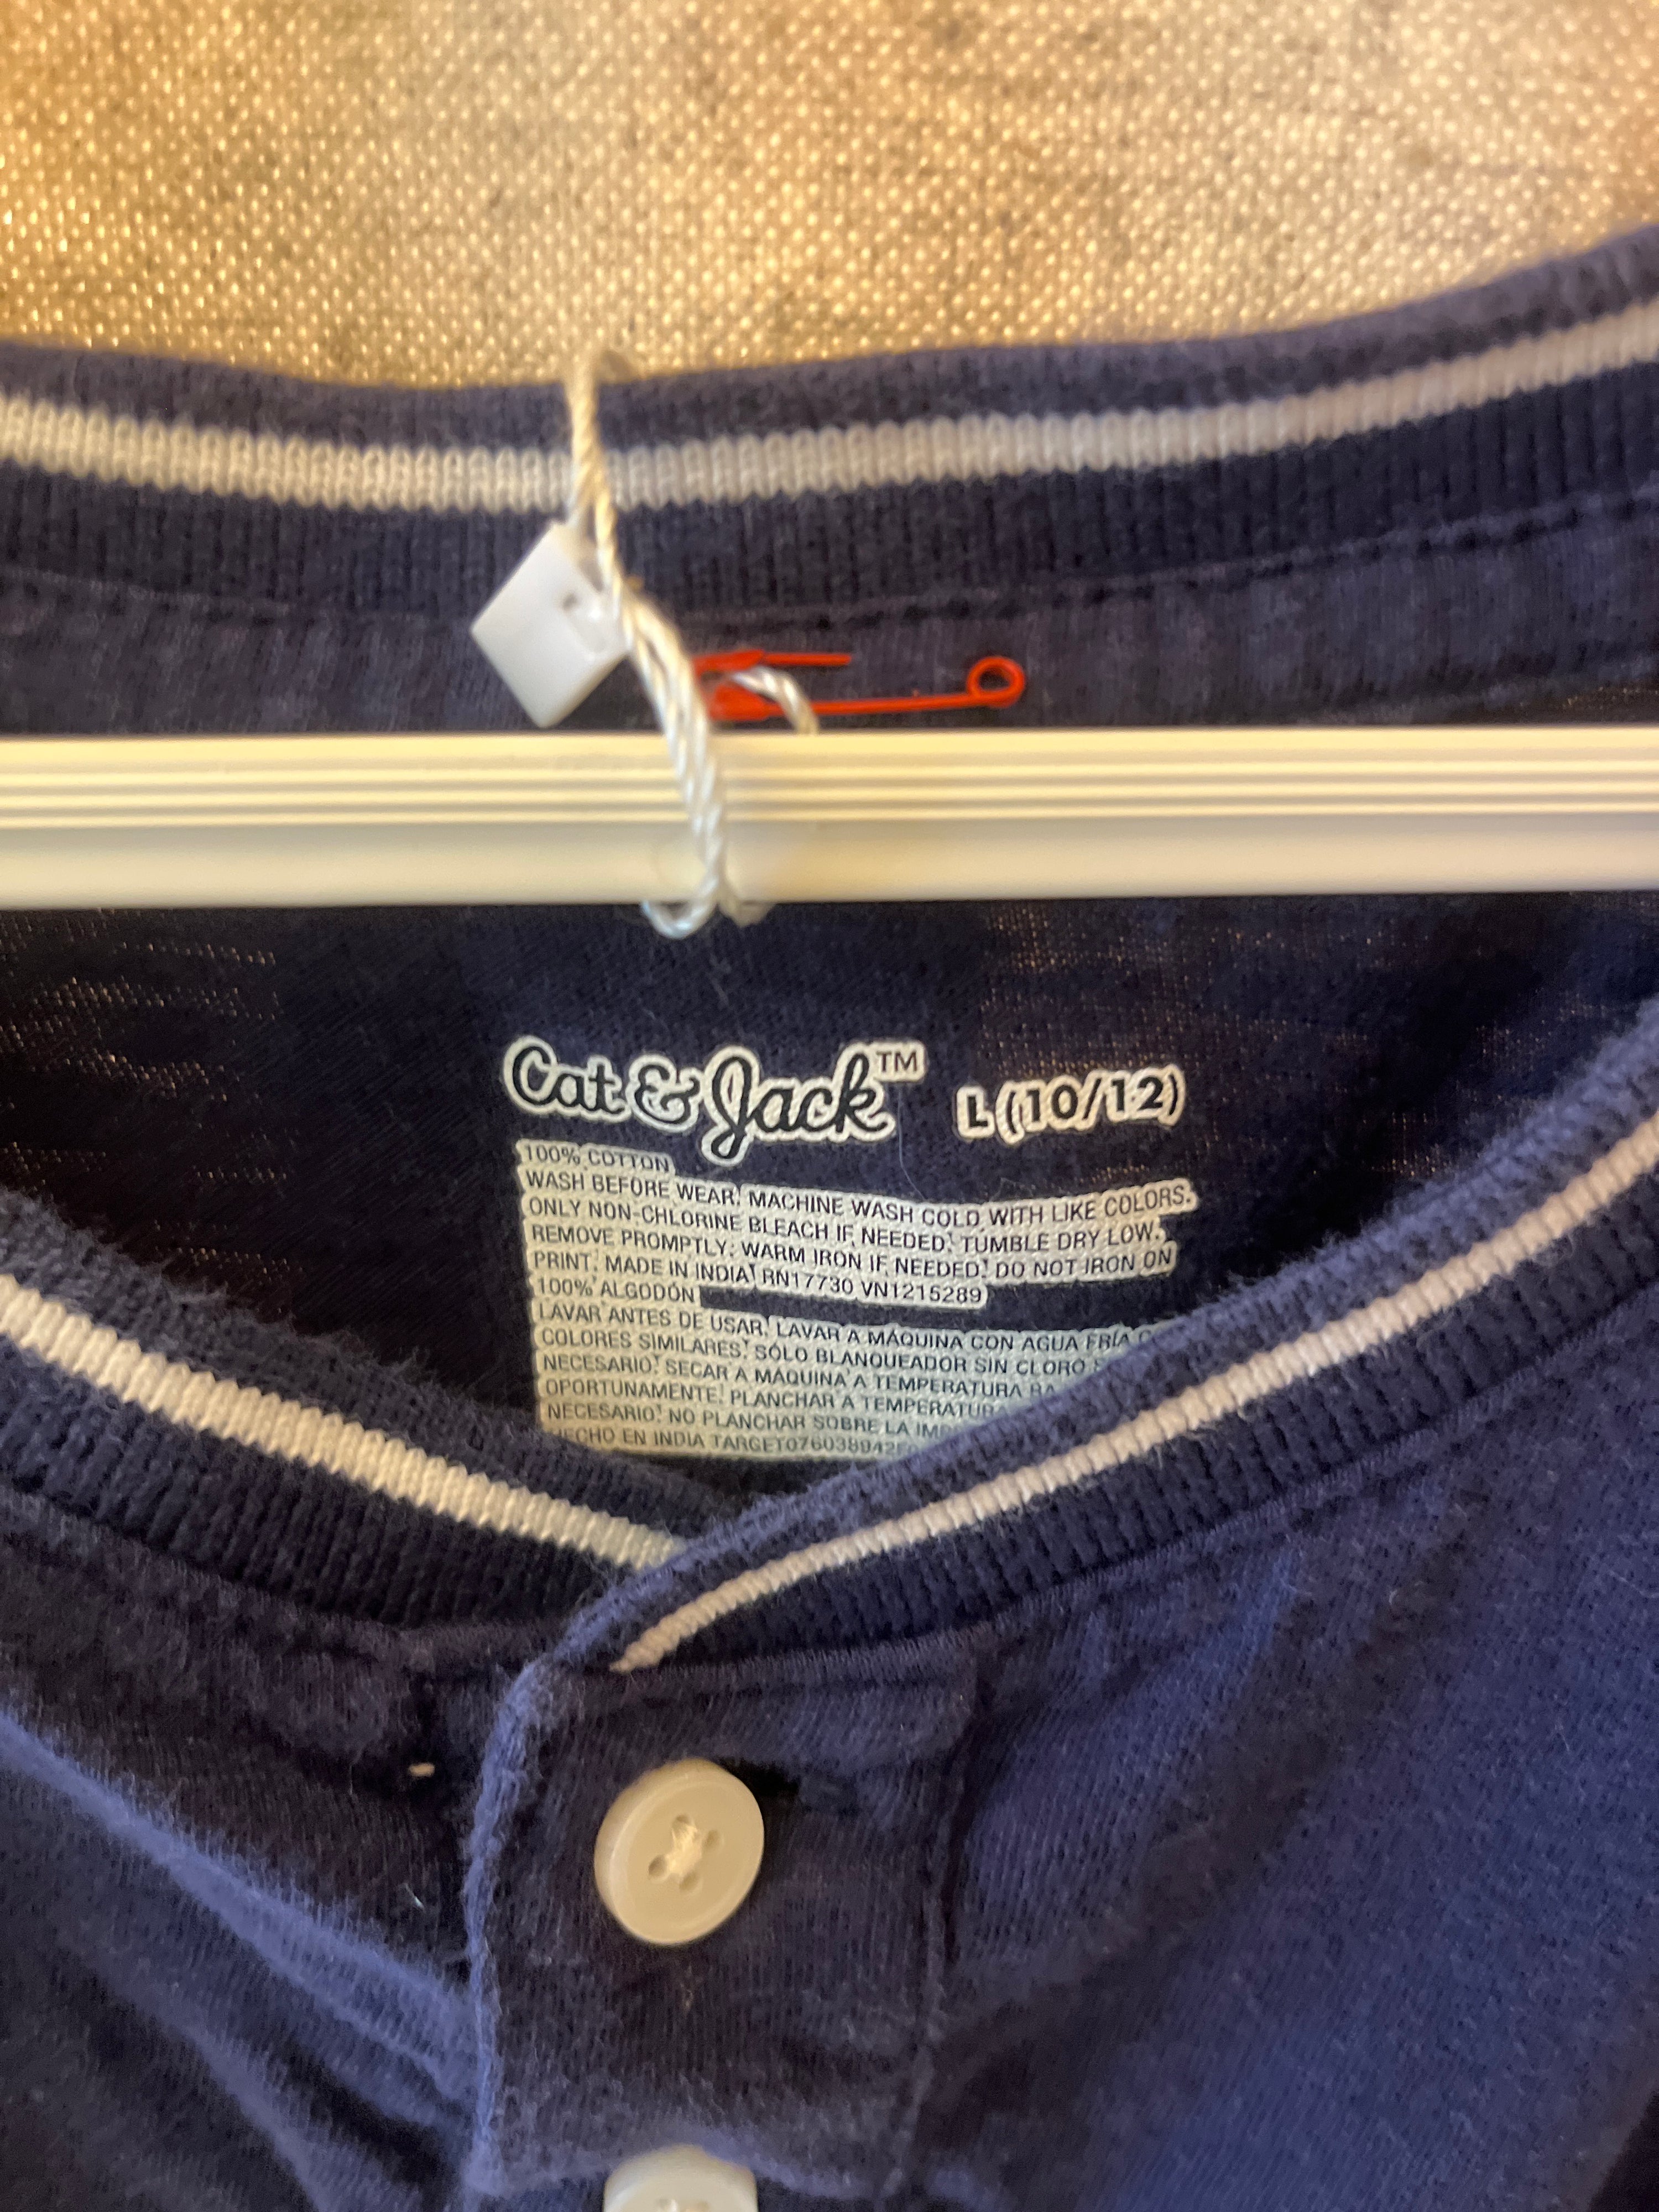 Cat & Jack™ L (10/12)
100% COTTON
WASH BEFORE WEAR. MACHINE WASH COLD WITH LIKE COLORS.
ONLY NON-CHLORINE BLEACH IF NEEDED. TUMBLE DRY LOW.
REMOVE PROMPTLY. WARM IRON IF NEEDED. DO NOT IRON ON
PRINT. MADE IN INDIA RN17730 VN1215289
100% ALGODÓN
LAVAR ANTES DE USAR. LAVAR A MÁQUINA CON AGUA FRÍA
COLORES SIMILARES. SÓLO BLANQUEADOR SIN CLORO
NECESARIO. SECAR A MÁQUINA A TEMPERATURA
OPORTUNAMENTE. PLANCHAR A TEMPERATURA
NECESARIO. NO PLANCHAR SOBRE LA
HECHO EN INDIA